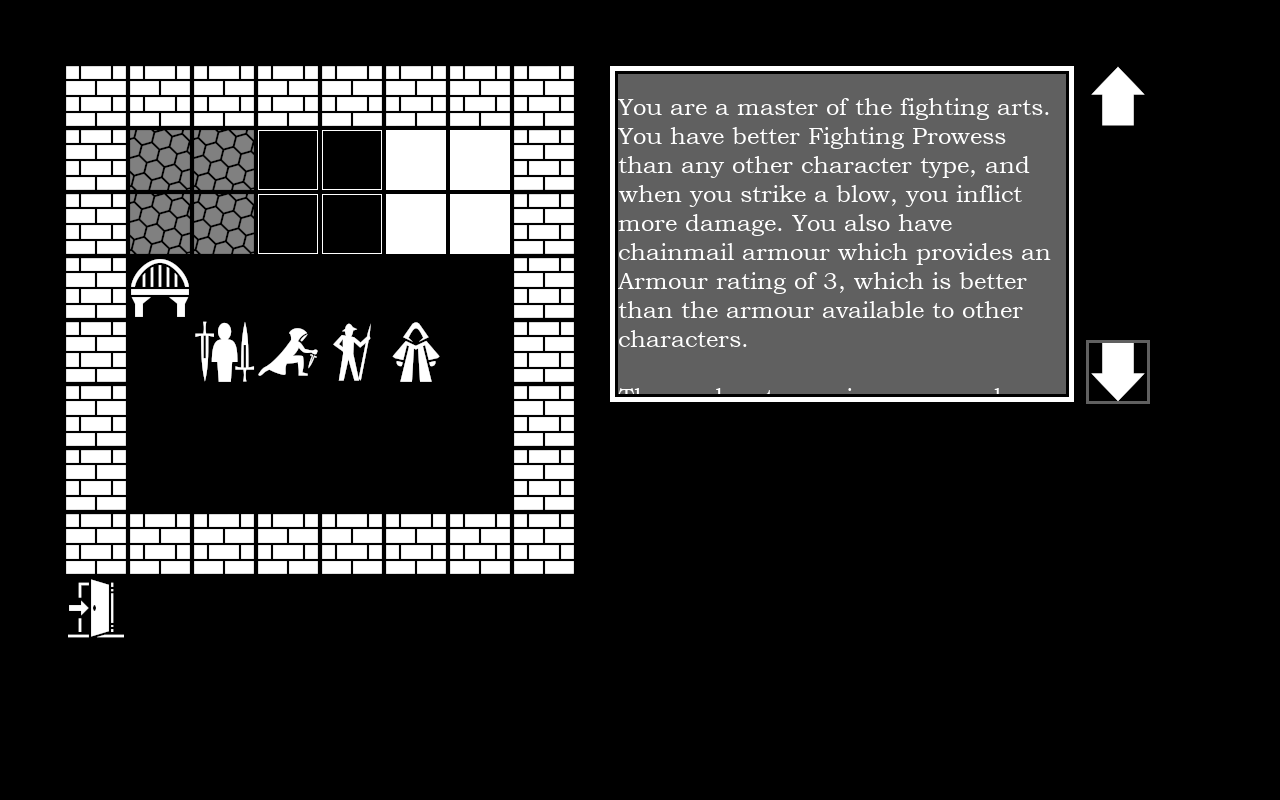 You are a master of the fighting arts.
You have better Fighting Prowess
than any other character type, and
when you strike a blow, you inflict
more damage. You also have
chainmail armour which provides an
Armour rating of 3, which is better
than the armour available to other
characters.